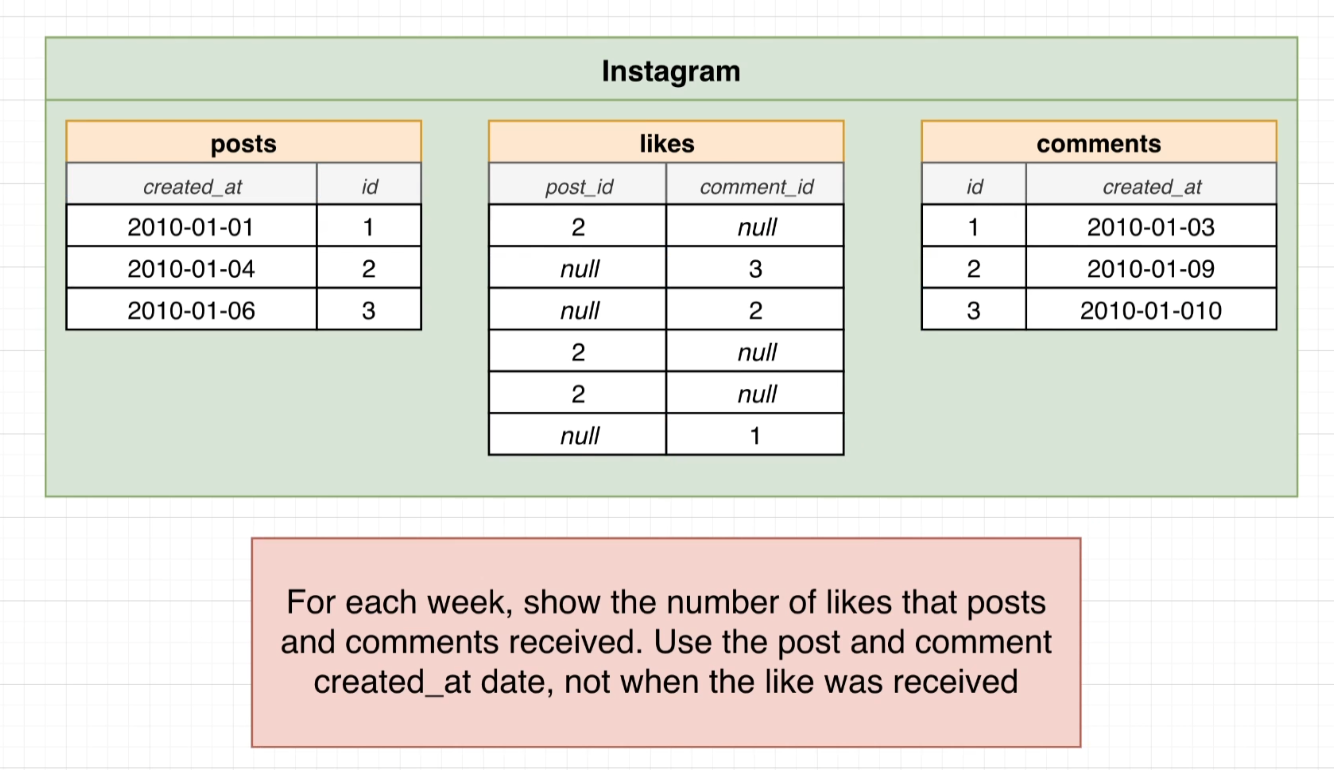 Instagram
posts
created_at id
2010-01-01 1
2010-01-04 2
2010-01-06 3
likes
post_id comment_id
2 null
null 3
null 2
2 null
2 null
null 1
comments
id created_at
1 2010-01-03
2 2010-01-09
3 2010-01-010
For each week, show the number of likes that posts
and comments received. Use the post and comment
created_at date, not when the like was received